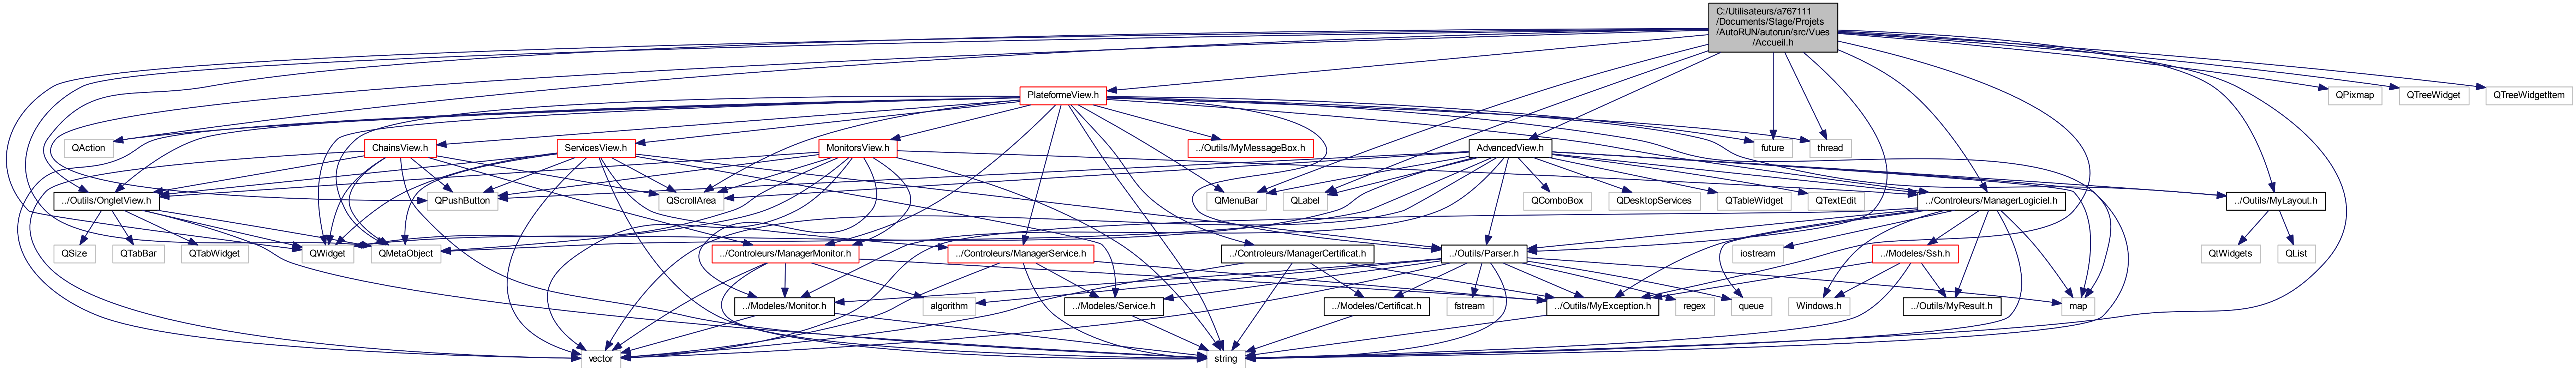 C:/Utilisateurs/a767111
/Documents/Stage/Projets
/AutoRUN/autorun/src/Vues
/Accueil.h
PlateformeView.h
QPixmap
QTreeWidget
QTreeWidgetItem
QAction
ChainsView.h
ServicesView.h
MonitorsView.h
../Outils/MyMessageBox.h
AdvancedView.h
future
thread
../Outils/OngletView.h
QPushButton
QScrollArea
QMenuBar
QLabel
QComboBox
QDesktopServices
QTableWidget
QTextEdit
../Controleurs/ManagerLogiciel.h
../Outils/MyLayout.h
QSize
QTabBar
QTabWidget
QWidget
QMetaObject
../Controleurs/ManagerMonitor.h
../Controleurs/ManagerService.h
../Controleurs/ManagerCertificat.h
../Outils/Parser.h
iostream
../Modeles/Ssh.h
QtWidgets
QList
../Modeles/Monitor.h
algorithm
../Modeles/Service.h
fstream
../Modeles/Certificat.h
../Outils/MyException.h
regex
queue
Windows.h
../Outils/MyResult.h
map
vector
string